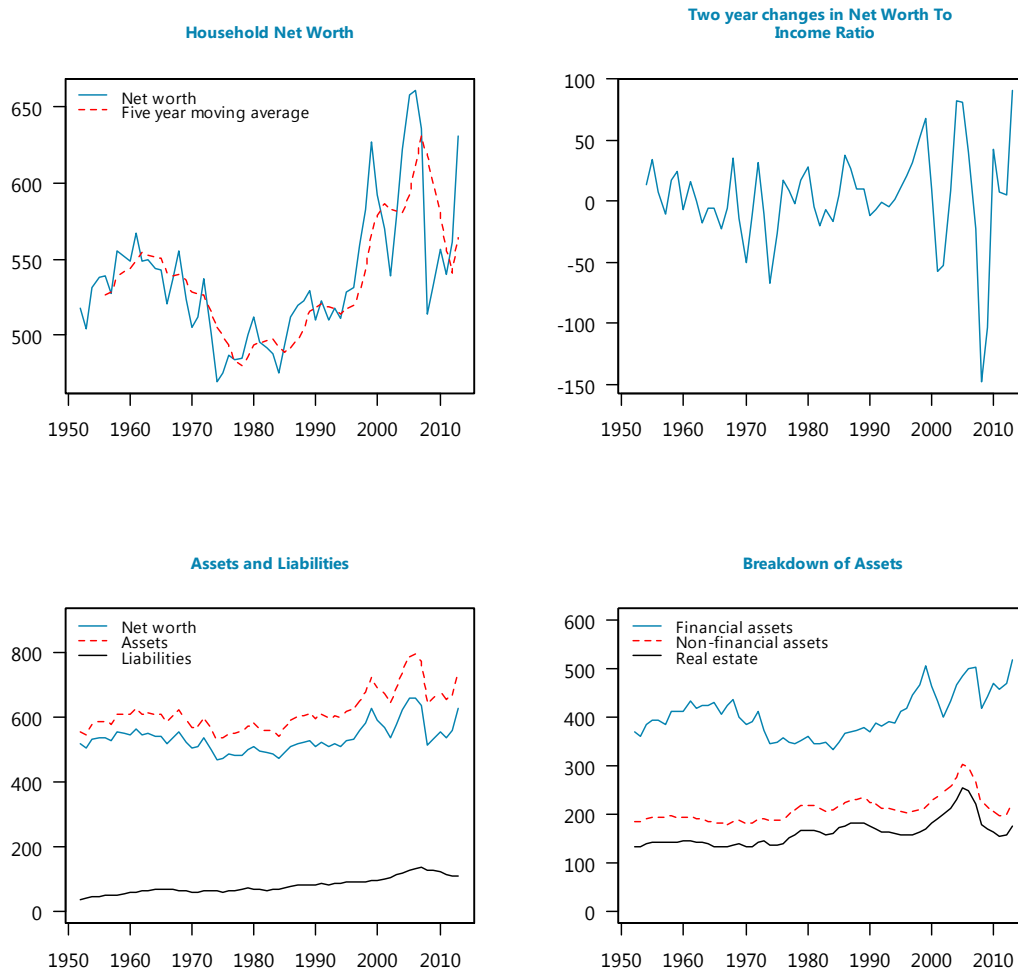 Household Net Worth
Net worth
Five year moving average
650
600
550
500
1950 1960 1970 1980 1990 2000 2010
Two year changes in Net Worth To
Income Ratio
100
50
0
-50
-100
-150
1950 1960 1970 1980 1990 2000 2010
Assets and Liabilities
Net worth
Assets
Liabilities
800
600
400
200
0
1950 1960 1970 1980 1990 2000 2010
Breakdown of Assets
600
Financial assets
Non-financial assets
Real estate
500
400
300
200
100
0
1950 1960 1970 1980 1990 2000 2010